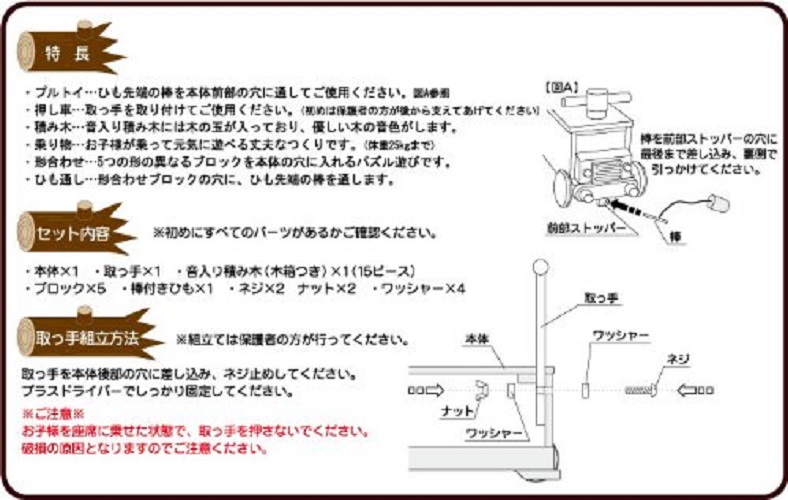 特 長
・プルトイ…ひも先端の棒を本体前部の穴に通してご使用ください。図A参照
・押し車…取っ手を取り付けてご使用ください。（初めは保護者の方が後から支えてあげてください）
・積み木…音入り積み木には木の玉が入っており、優しい木の音色がします。
・乗り物…お子様が乗って元気に遊べる丈夫なつくりです。（体重25kgまで）
・形合わせ…5つの形の異なるブロックを本体の穴に入れるパズル遊びです。
・ひも通し…形合わせブロックの穴に、ひも先端の棒を通します。
【図A】
棒を前部ストッパーの穴に
最後まで差し込み、裏側で
引っかけてください。
前部ストッパー
棒
セット内容
※初めにすべてのパーツがあるかご確認ください。
・本体×1 ・取っ手×1 ・音入り積み木（木箱つき）×1（15ピース）
・ブロック×5 ・棒付きひも×1 ・ネジ×2 ナット×2 ・ワッシャー×4
取っ手組立方法
※組立ては保護者の方が行ってください。
取っ手を本体後部の穴に差し込み、ネジ止めしてください。
プラスドライバーでしっかり固定してください。
※ご注意※
お子様を座席に乗せた状態で、取っ手を押さないでください。
破損の原因となりますのでご注意ください。
取っ手
本体
ワッシャー
ネジ
ナット
ワッシャー